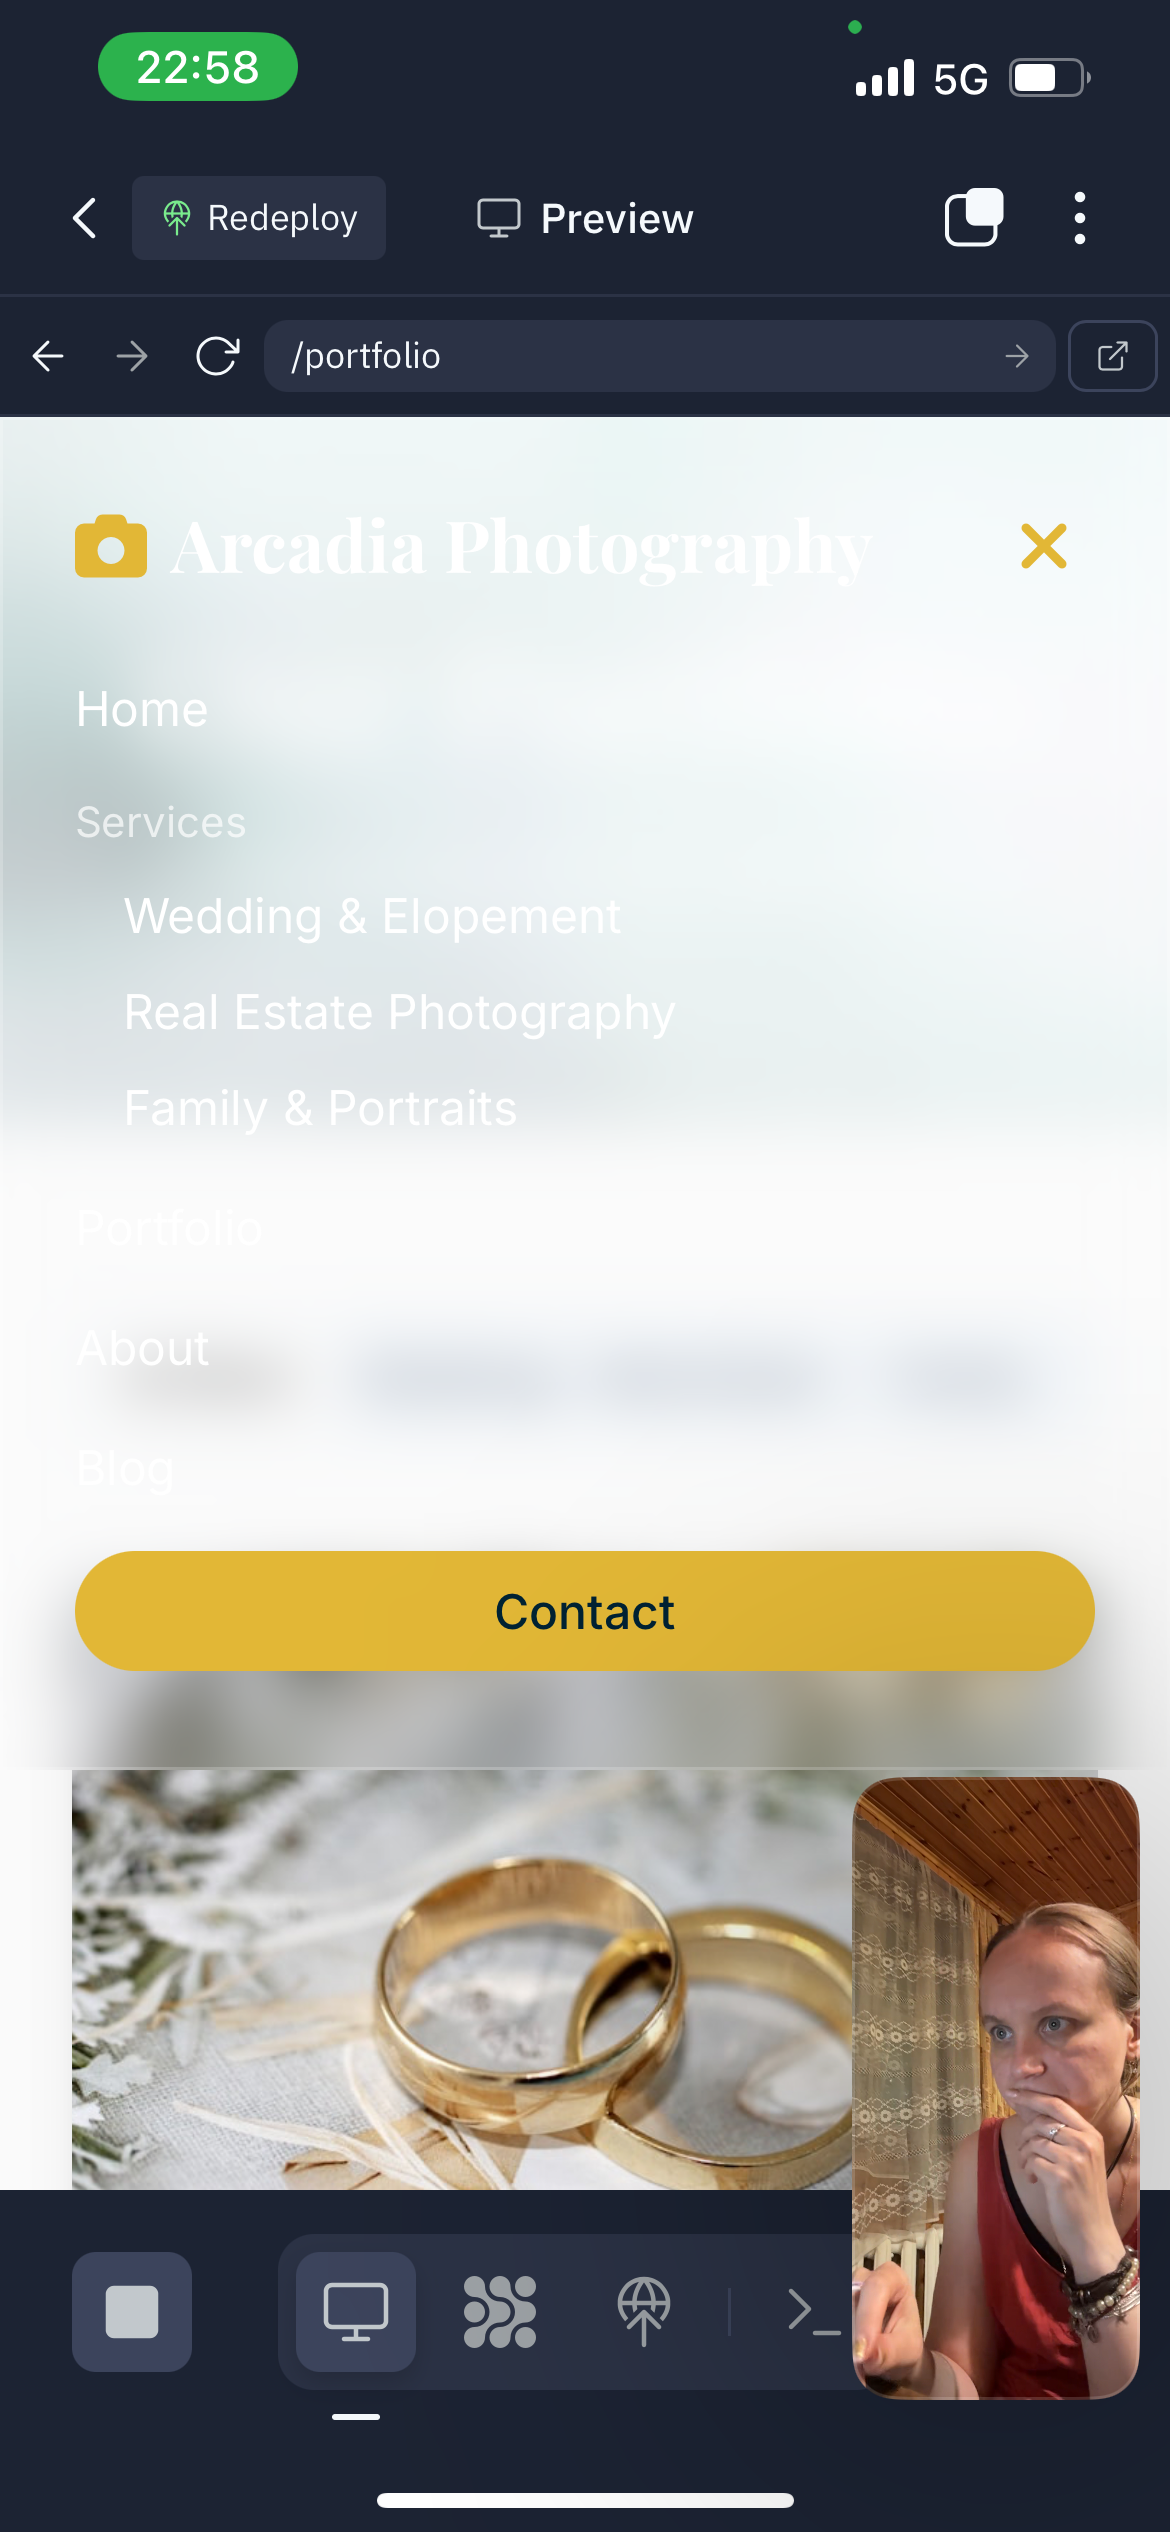 22:58
5G
Redeploy
Preview
/portfolio
Arcadia Photography
Home
Services
Wedding & Elopement
Real Estate Photography
Family & Portraits
Portfolio
About
Blog
Contact